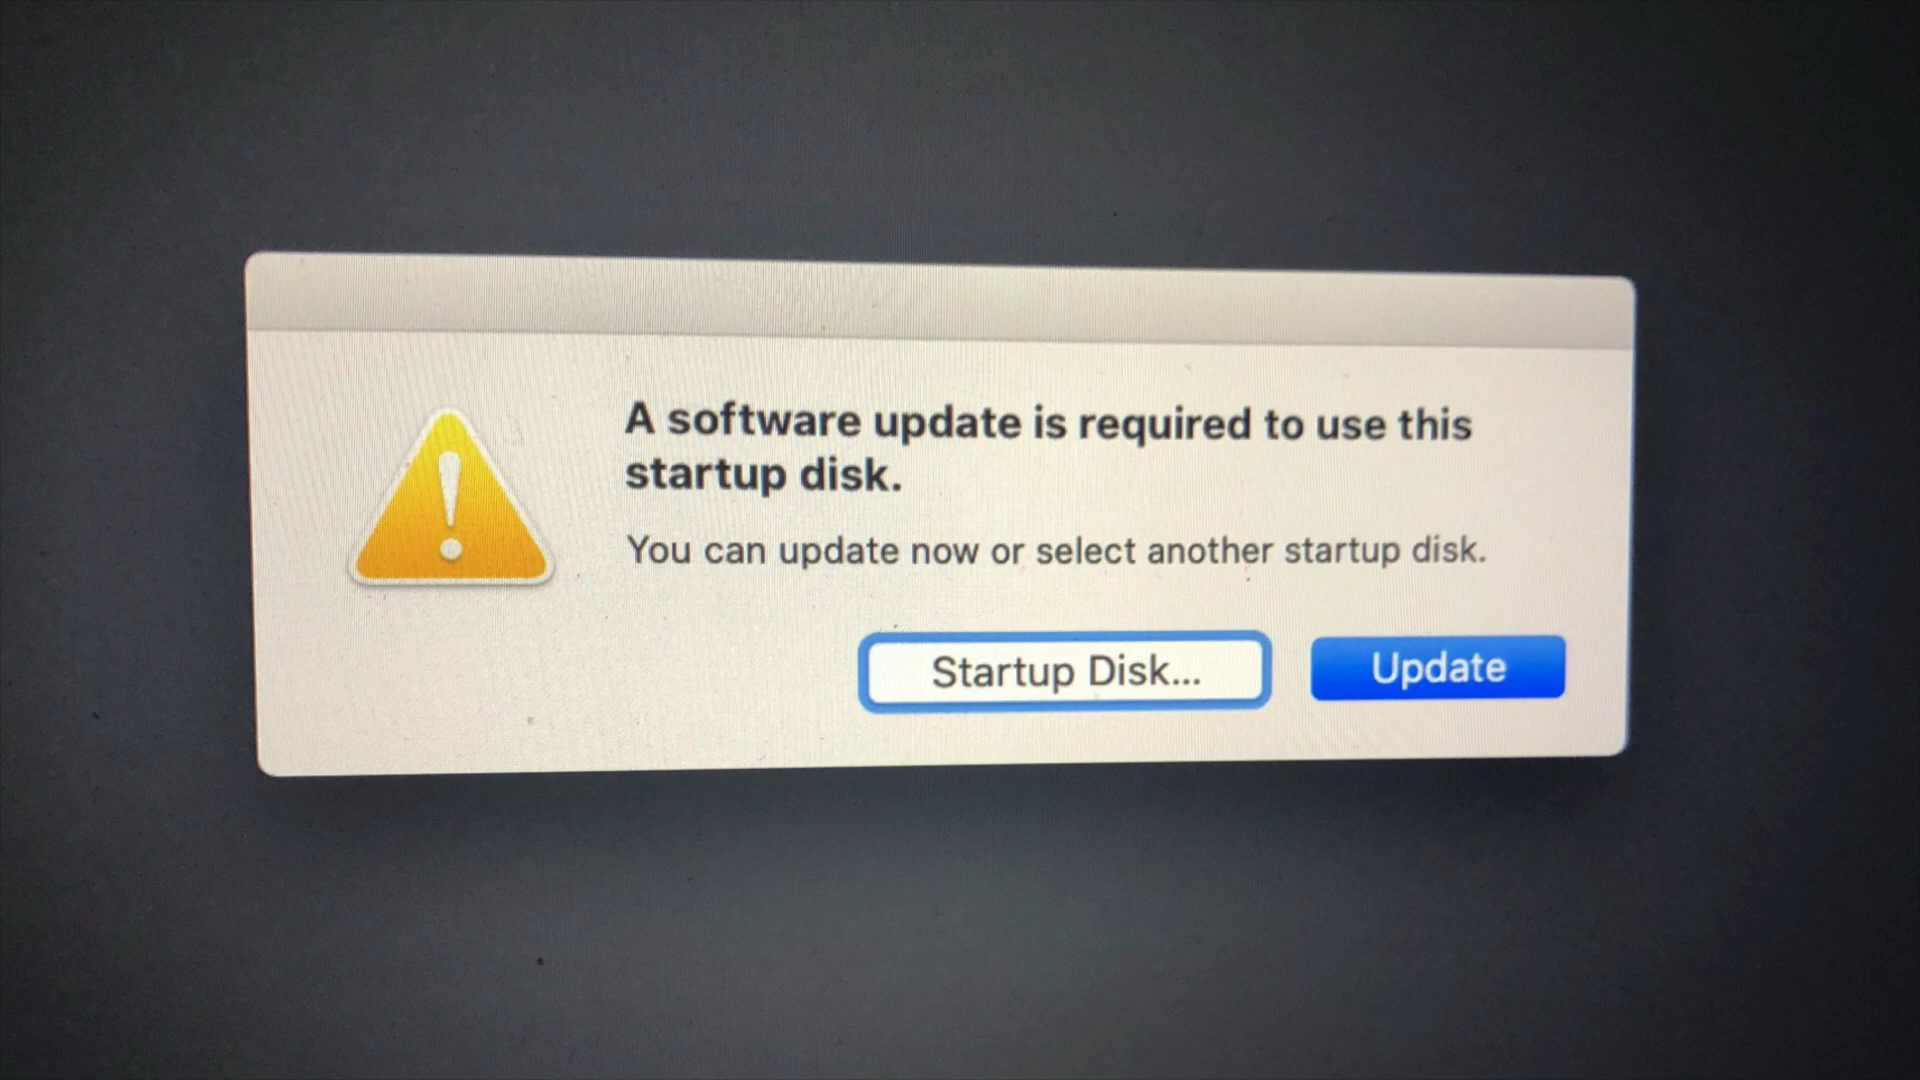 A software update is required to use this
startup disk.
You can update now or select another startup disk.
Startup Disk...
Update